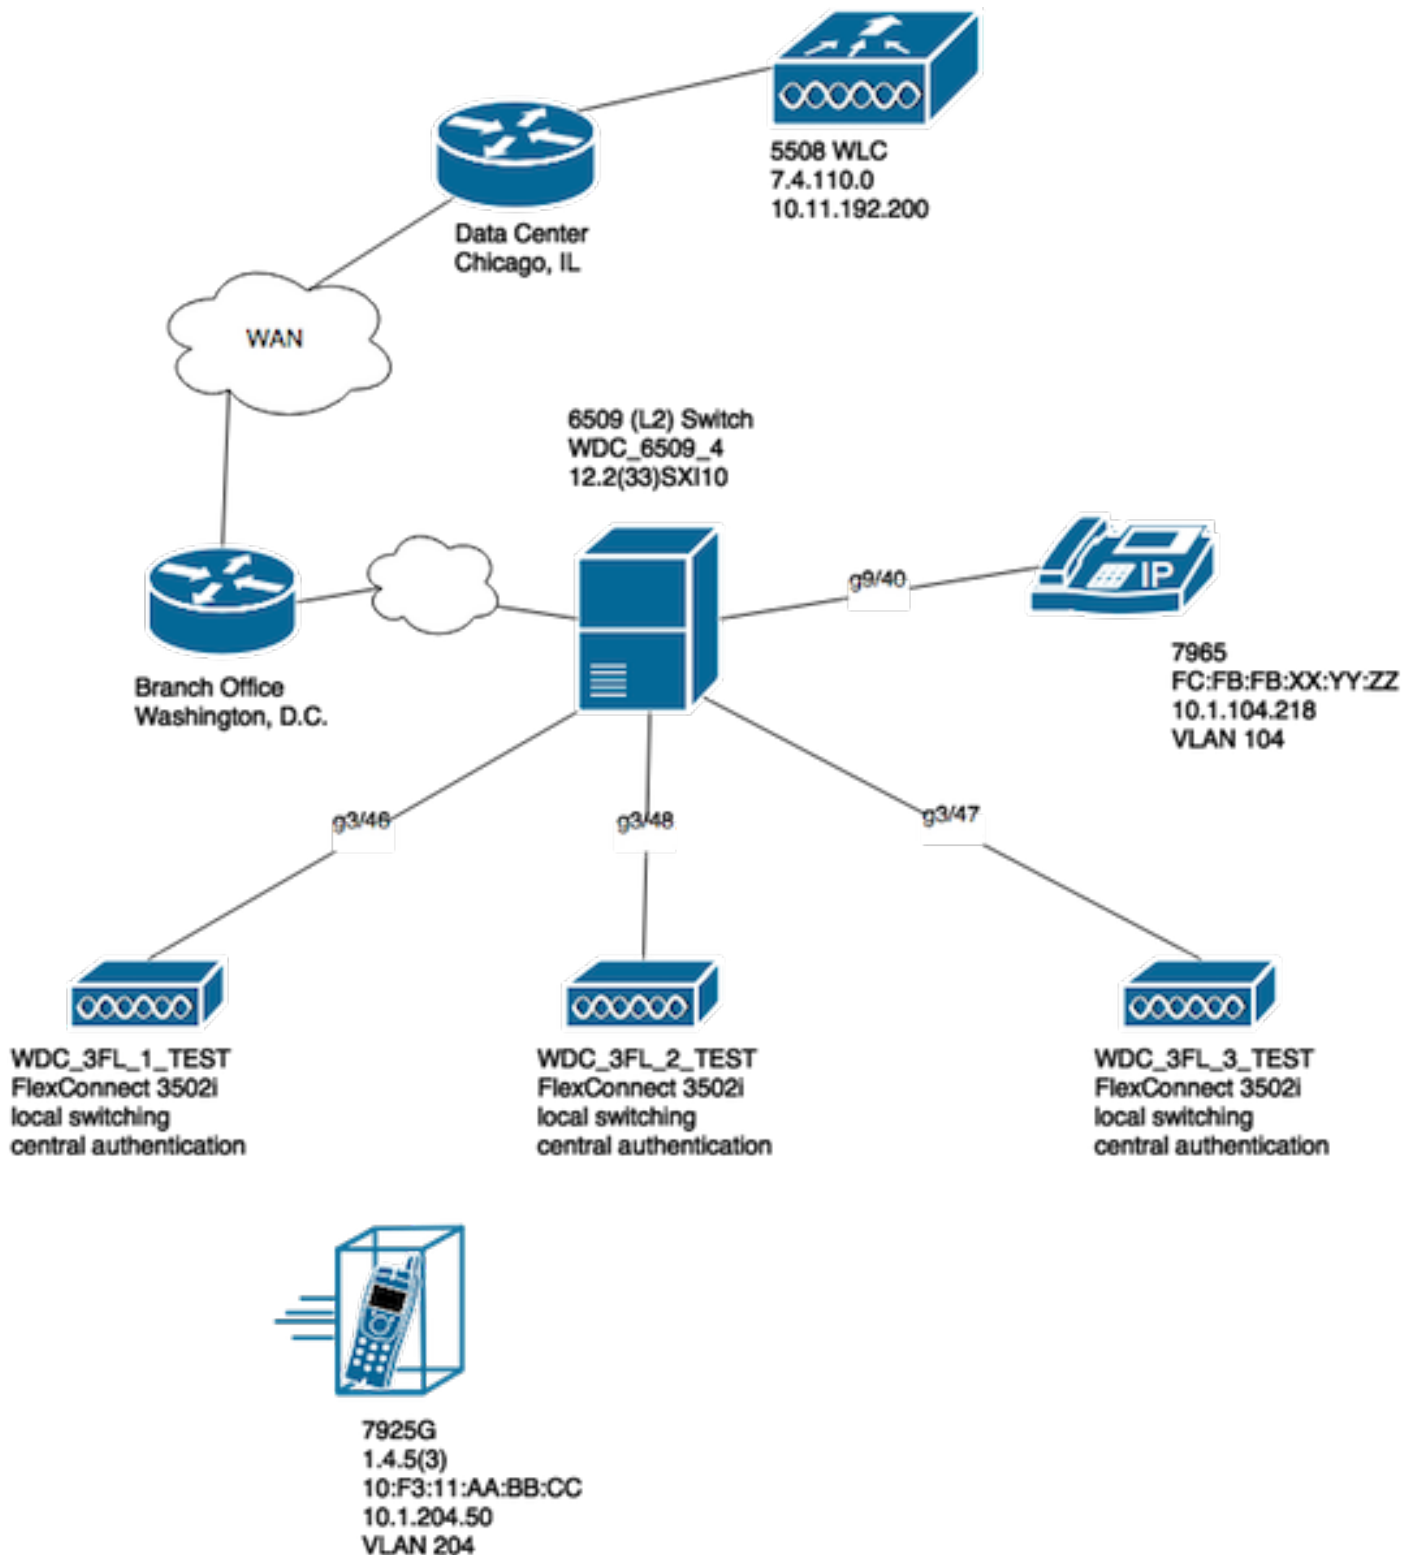 5508 WLC
7.4.110.0
10.11.192.200
Data Center
Chicago, IL
WAN
6509 (L2) Switch
WDC_6509_4
12.2(33)SXI10
g9/40
IP
7965
FC:FB:FB:XX:YY:ZZ
10.1.104.218
VLAN 104
Branch Office
Washington, D.C.
g3/46
g3/48
g3/47
WDC_3FL_1_TEST
FlexConnect 3502i
local switching
central authentication
WDC_3FL_2_TEST
FlexConnect 3502i
local switching
central authentication
WDC_3FL_3_TEST
FlexConnect 3502i
local switching
central authentication
7925G
1.4.5(3)
10:F3:11:AA:BB:CC
10.1.204.50
VLAN 204